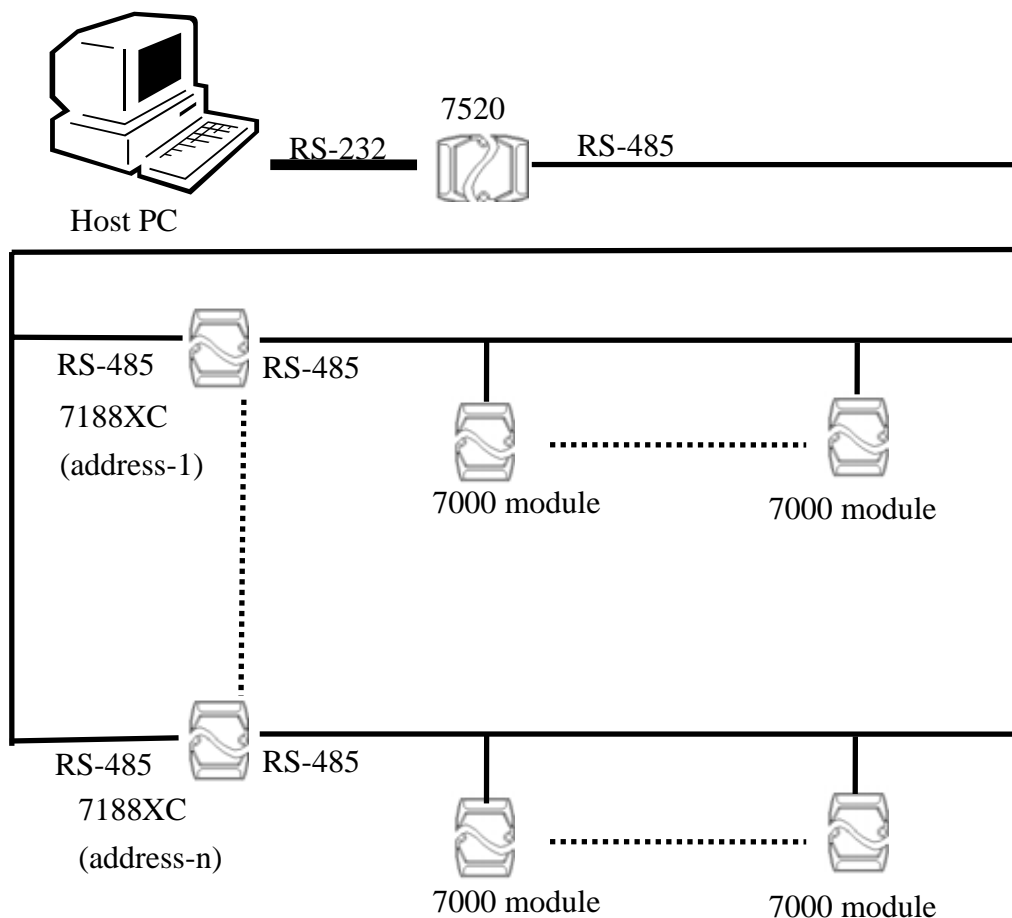 7520
RS-232
RS-485
Host PC
RS-485
RS-485
7188XC
(address-1)
7000 module
7000 module
RS-485
RS-485
7188XC
(address-n)
7000 module
7000 module